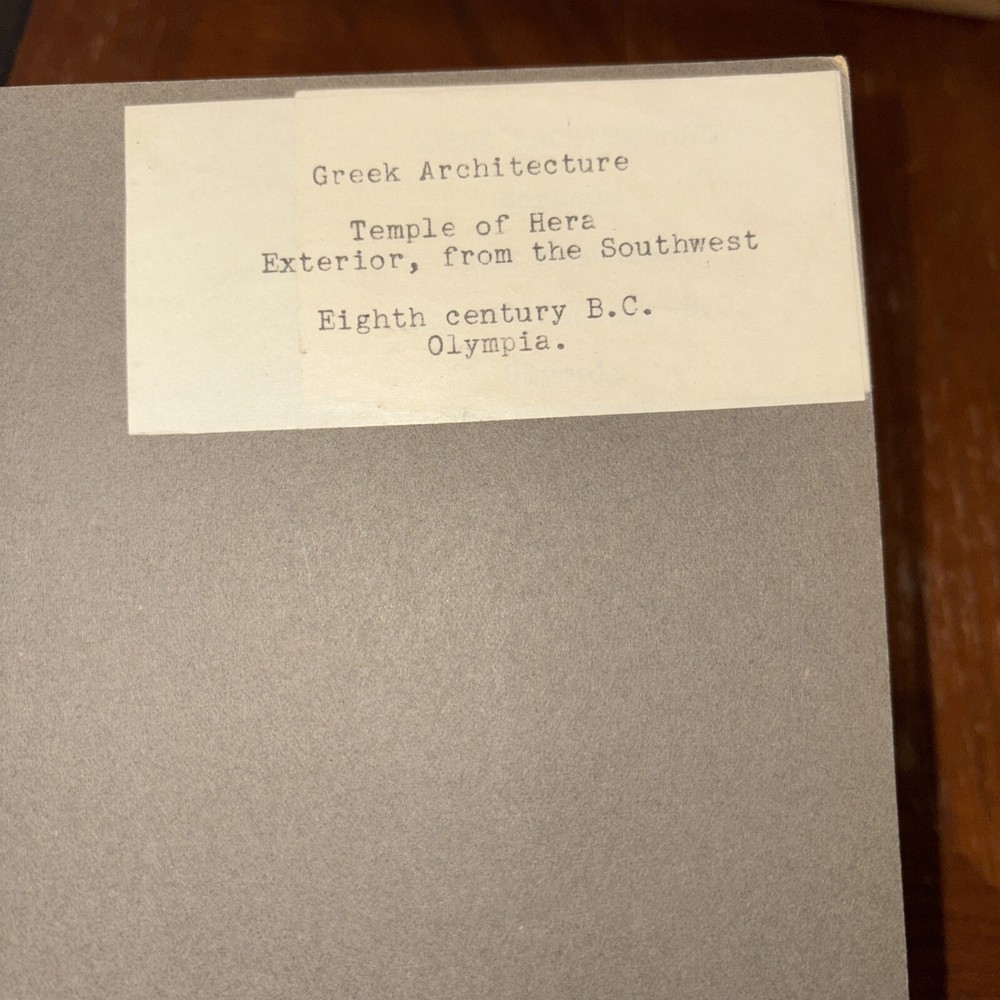 Greek Architecture
Temple of Hera
Exterior, from the Southwest
Eighth century B.C.
Olympia.